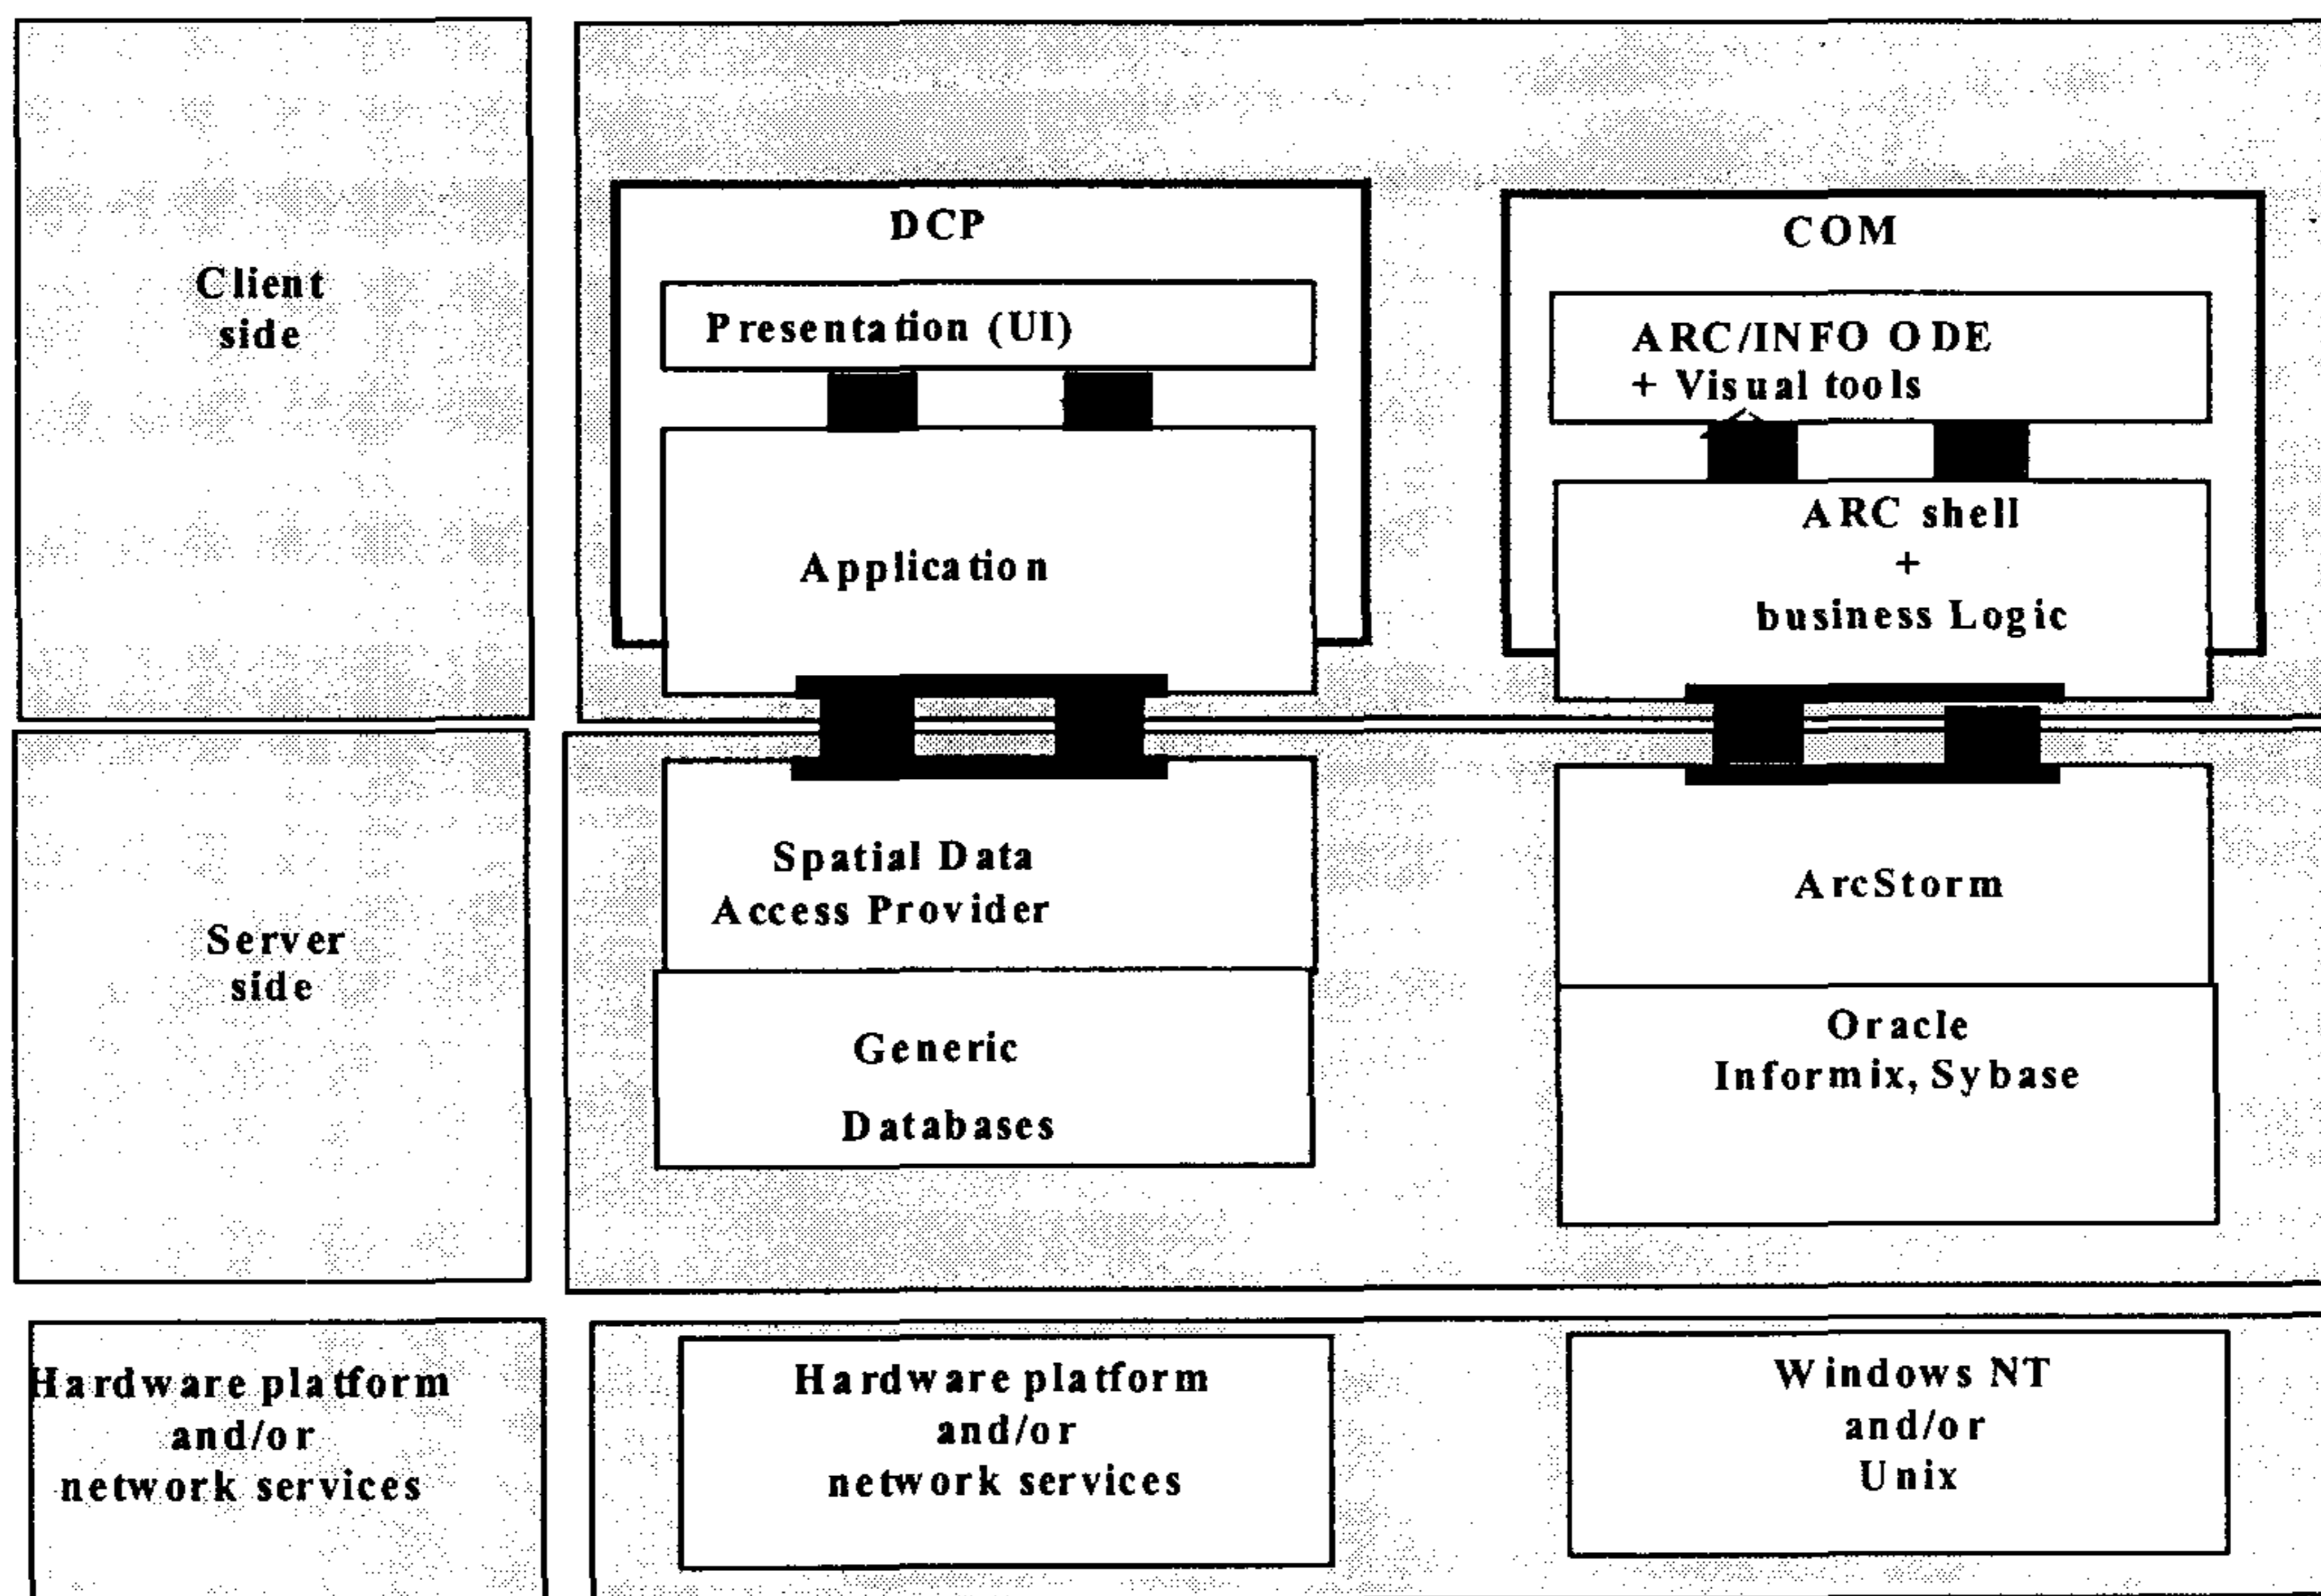 Client
side
DCP
Presentation (UI)
Application
COM
ARC/INFO ODE
+ Visual tools
ARC shell
+
business Logic
Server
side
Spatial Data
Access Provider
Generic
Databases
ArcStorm
Oracle
Informix, Sybase
Hardware platform
and/or
network services
Hardware platform
and/or
network services
Windows NT
and/or
Unix